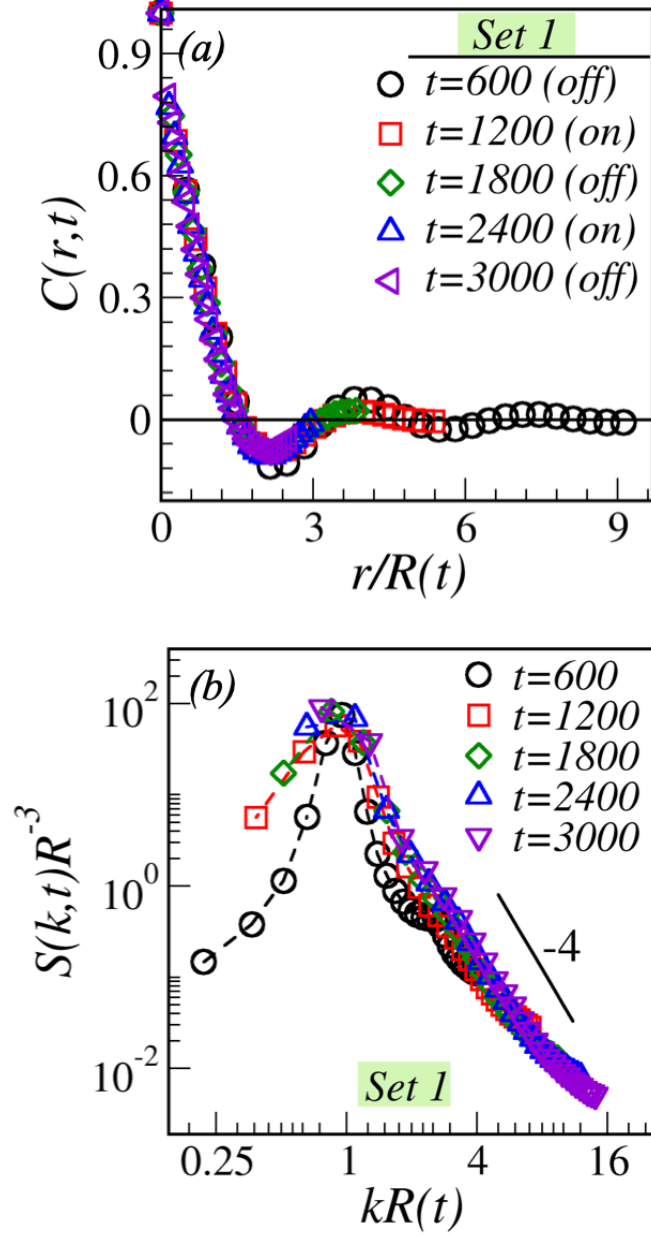 (a)
Set 1
t=600 (off)
t=1200 (on)
t=1800 (off)
t=2400 (on)
t=3000 (off)
C(r,t)
0.9
0.6
0.3
0
0 3 6 9
r/R(t)
(b)
t=600
t=1200
t=1800
t=2400
t=3000
S(k,t)R^{-3}
10^2
10^0
10^{-2}
-4
Set 1
0.25 1 4 16
kR(t)